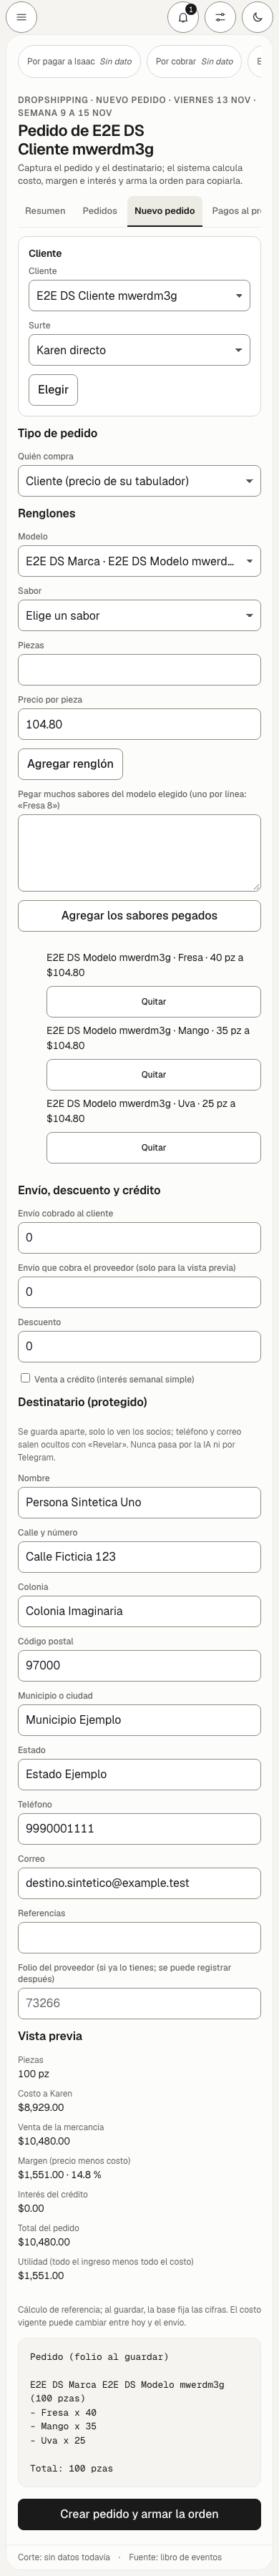 1
Por pagar a Isaac Sin dato
Por cobrar Sin dato
E
DROPSHIPPING · NUEVO PEDIDO · VIERNES 13 NOV ·
SEMANA 9 A 15 NOV
Pedido de E2E DS
Cliente mwerdm3g
Captura el pedido y el destinatario; el sistema calcula
costo, margen e interés y arma la orden para copiarla.
Resumen Pedidos Nuevo pedido Pagos al pr
Cliente
Cliente
E2E DS Cliente mwerdm3g
Surte
Karen directo
Elegir
Tipo de pedido
Quién compra
Cliente (precio de su tabulador)
Renglones
Modelo
E2E DS Marca · E2E DS Modelo mwerd...
Sabor
Elige un sabor
Piezas
Precio por pieza
104.80
Agregar renglón
Pegar muchos sabores del modelo elegido (uno por línea:
«Fresa 8»)
Agregar los sabores pegados
E2E DS Modelo mwerdm3g · Fresa · 40 pz a
$104.80
Quitar
E2E DS Modelo mwerdm3g · Mango · 35 pz a
$104.80
Quitar
E2E DS Modelo mwerdm3g · Uva · 25 pz a
$104.80
Quitar
Envío, descuento y crédito
Envío cobrado al cliente
0
Envío que cobra el proveedor (solo para la vista previa)
0
Descuento
0
Venta a crédito (interés semanal simple)
Destinatario (protegido)
Se guarda aparte, solo lo ven los socios; teléfono y correo
salen ocultos con «Revelar». Nunca pasa por la IA ni por
Telegram.
Nombre
Persona Sintetica Uno
Calle y número
Calle Ficticia 123
Colonia
Colonia Imaginaria
Código postal
97000
Municipio o ciudad
Municipio Ejemplo
Estado
Estado Ejemplo
Teléfono
9990001111
Correo
destino.sintetico@example.test
Referencias
Folio del proveedor (si ya lo tienes; se puede registrar
después)
73266
Vista previa
Piezas
100 pz
Costo a Karen
$8,929.00
Venta de la mercancía
$10,480.00
Margen (precio menos costo)
$1,551.00 · 14.8 %
Interés del crédito
$0.00
Total del pedido
$10,480.00
Utilidad (todo el ingreso menos todo el costo)
$1,551.00
Cálculo de referencia; al guardar, la base fija las cifras. El costo
vigente puede cambiar entre hoy y el envío.
Pedido (folio al guardar)
E2E DS Marca E2E DS Modelo mwerdm3g
(100 pzas)
- Fresa x 40
- Mango x 35
- Uva x 25
Total: 100 pzas
Crear pedido y armar la orden
Corte: sin datos todavía · Fuente: libro de eventos